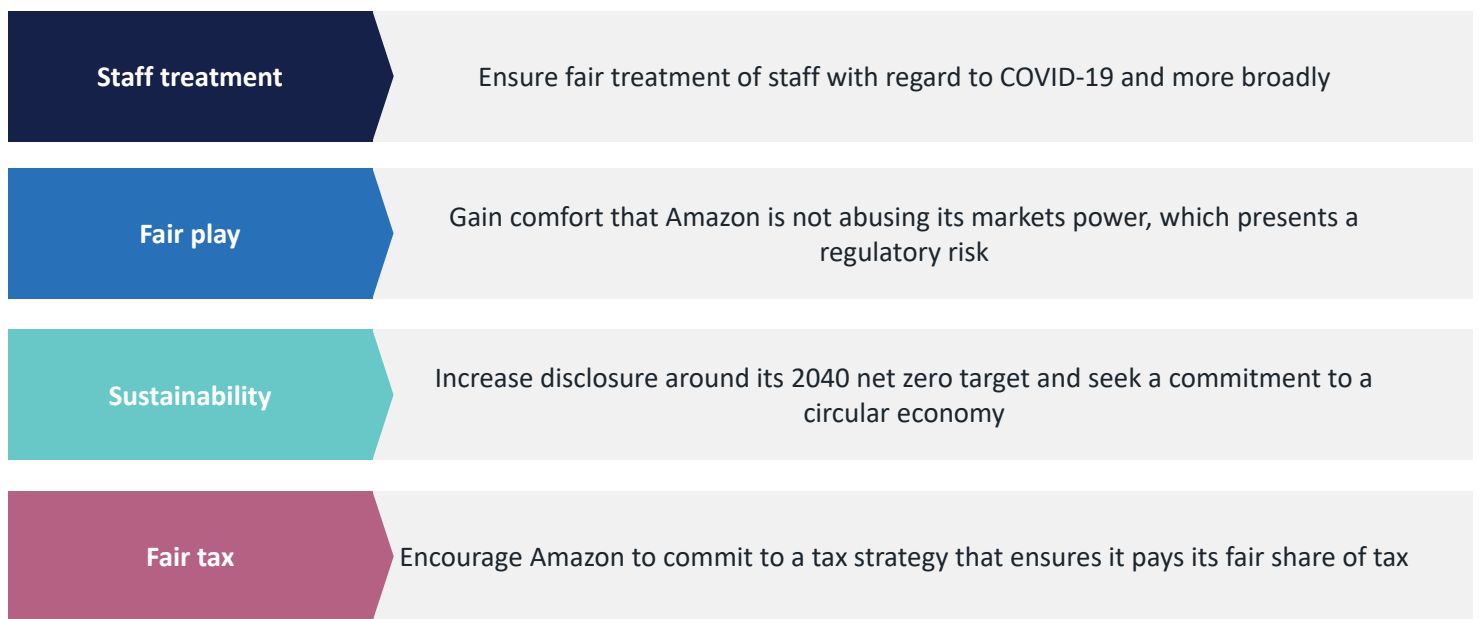 Staff treatment
Ensure fair treatment of staff with regard to COVID-19 and more broadly
Fair play
Gain comfort that Amazon is not abusing its markets power, which presents a
regulatory risk
Sustainability
Increase disclosure around its 2040 net zero target and seek a commitment to a
circular economy
Fair tax
Encourage Amazon to commit to a tax strategy that ensures it pays its fair share of tax